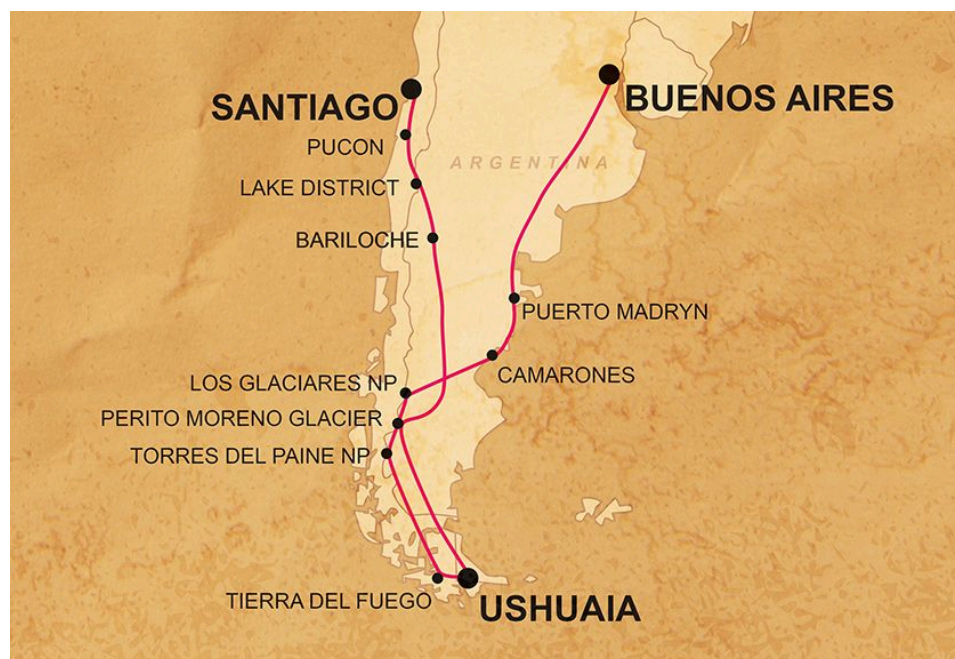 SANTIAGO
BUENOS AIRES
PUCON
ARGENTINA
LAKE DISTRICT
BARILOCHE
PUERTO MADRYN
CAMARONES
LOS GLACIARES NP
PERITO MORENO GLACIER
TORRES DEL PAINE NP
TIERRA DEL FUEGO
USHUAIA